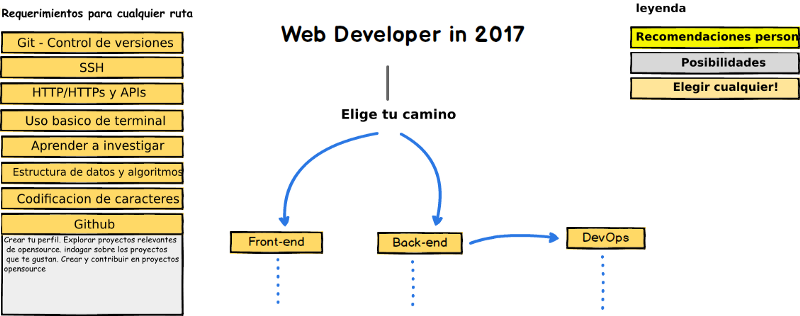 Requerimientos para cualquier ruta
Git - Control de versiones
SSH
HTTP/HTTPs y APIs
Uso basico de terminal
Aprender a investigar
Estructura de datos y algoritmos
Codificacion de caracteres
Github
Crear tu perfil. Explorar proyectos relevantes
de opensource, indagar sobre los proyectos
que te gustan. Crear y contribuir en proyectos
opensource
Web Developer in 2017
Elige tu camino
Front-end
Back-end
DevOps
leyenda
Recomendaciones person
Posibilidades
Elegir cualquier!